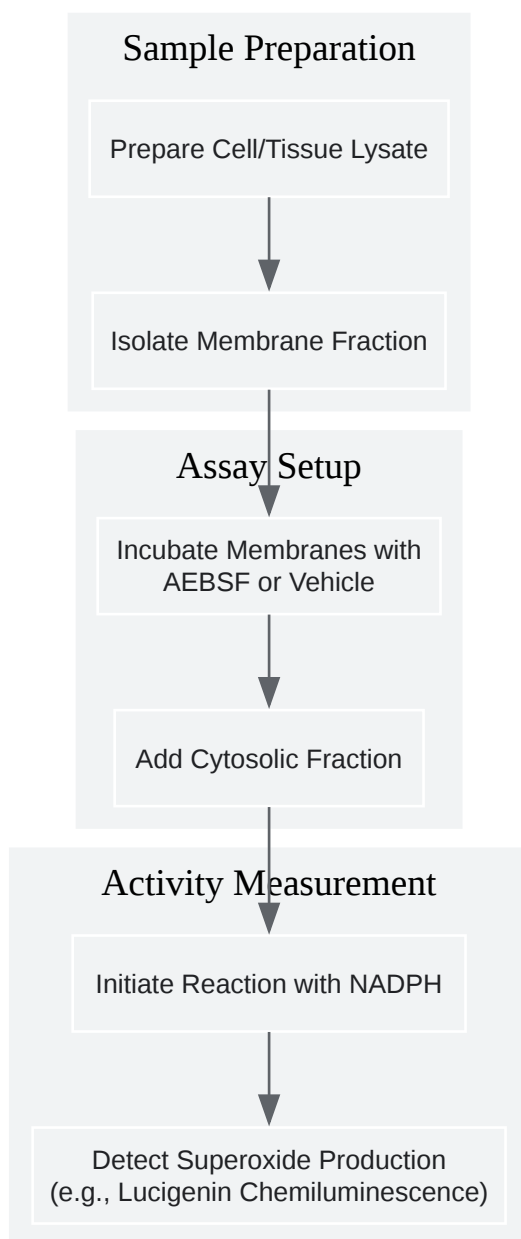 Sample Preparation
Prepare Cell/Tissue Lysate
Isolate Membrane Fraction
Assay Setup
Incubate Membranes with
AEBSF or Vehicle
Add Cytosolic Fraction
Activity Measurement
Initiate Reaction with NADPH
Detect Superoxide Production
(e.g., Lucigenin Chemiluminescence)